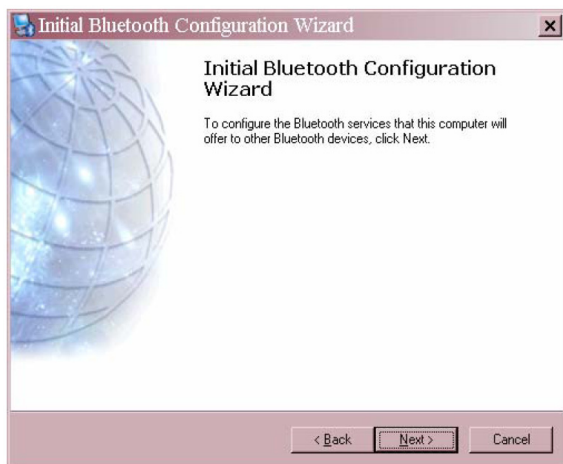 Initial Bluetooth Configuration Wizard
Initial Bluetooth Configuration
Wizard
To configure the Bluetooth services that this computer will
offer to other Bluetooth devices, click Next.
< Back Next > Cancel